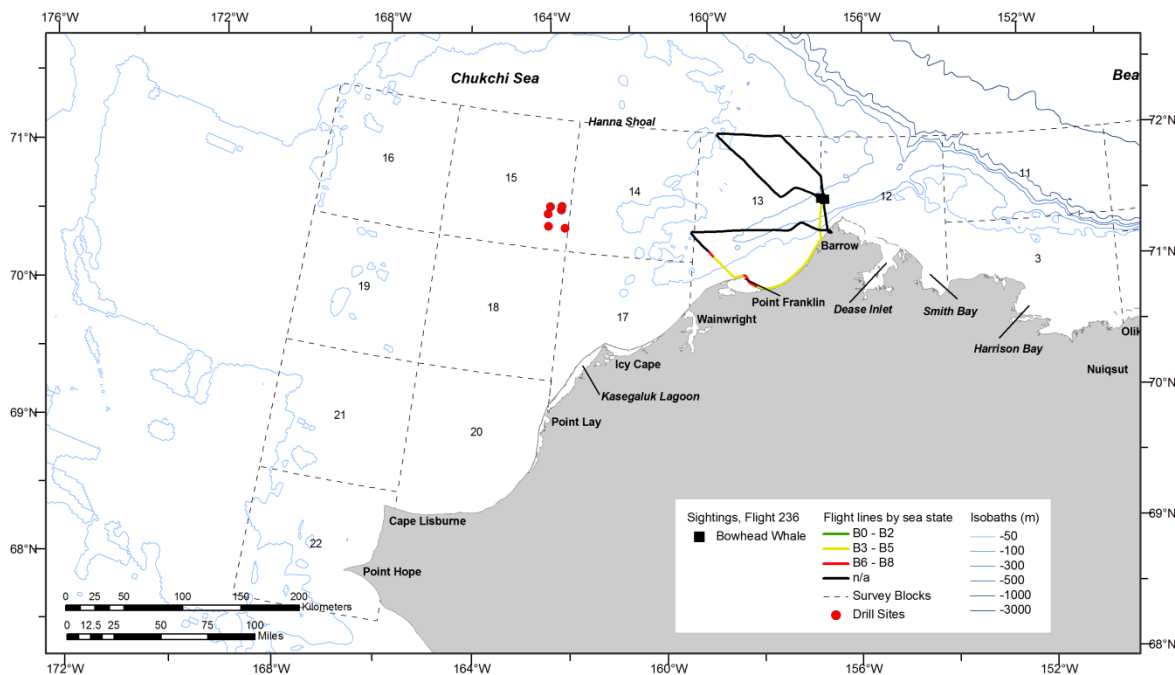 176°W 172°W 168°W 164°W 160°W 156°W 152°W
Chukchi Sea
Bea
72°N
71°N
Hanna Shoal
16
15
14
13
12
11
Barrow
71°N
3
70°N
19
18
17
Point Franklin
Dease Inlet
Smith Bay
Wainwright
Harrison Bay
Olik
Icy Cape
Nuiqsut
70°N
Kasegaluk Lagoon
69°N
21
20
Point Lay
Cape Lisburne
69°N
68°N
22
Point Hope
Sightings, Flight 236
Bowhead Whale
Flight lines by sea state
B0 - B2
B3 - B5
B6 - B8
n/a
Survey Blocks
Drill Sites
Isobaths (m)
-50
-100
-300
-500
-1000
-3000
0 25 50 100 150 200
Kilometers
0 12.5 25 50 75 100
Miles
68°N
172°W 168°W 164°W 160°W 156°W 152°W